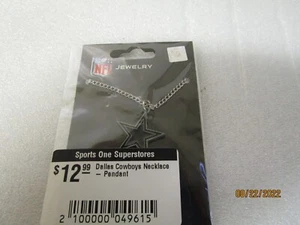 NFL JEWELRY
Sports One Superstores
$12.99 Dallas Cowboys Necklace
– Pendant
2 100000 049615
08/22/2022